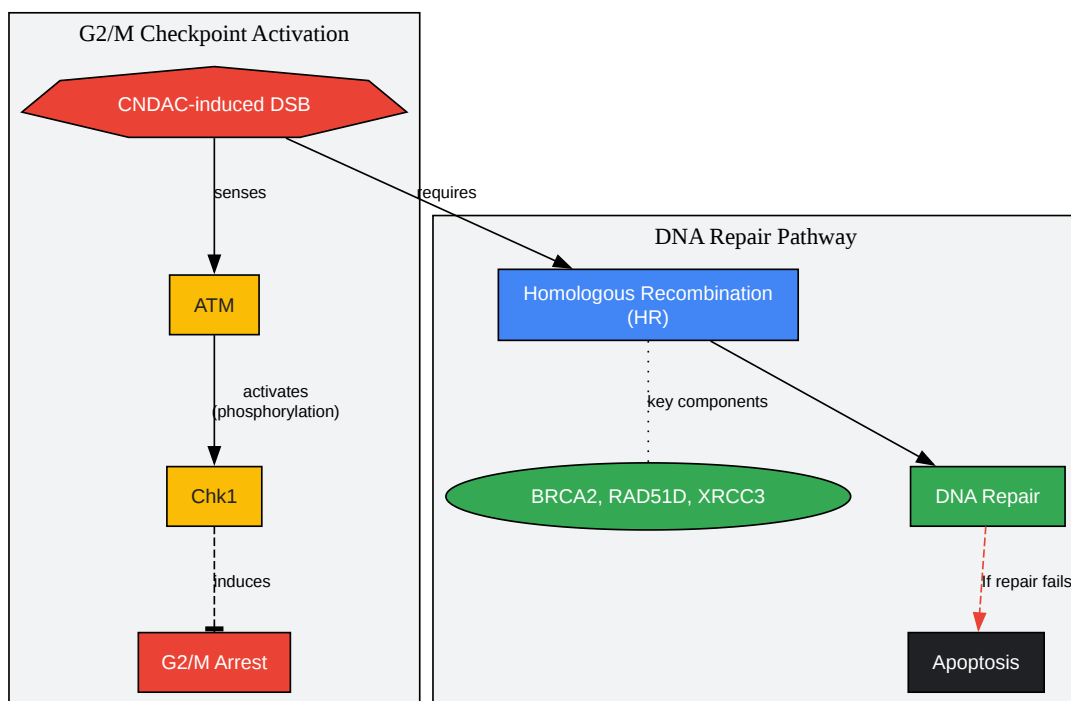 G2/M Checkpoint Activation
CNDAC-induced DSB
senses
requires
ATM
activates
(phosphorylation)
Chk1
induces
G2/M Arrest
DNA Repair Pathway
Homologous Recombination
(HR)
key components
BRCA2, RAD51D, XRCC3
DNA Repair
If repair fails
Apoptosis